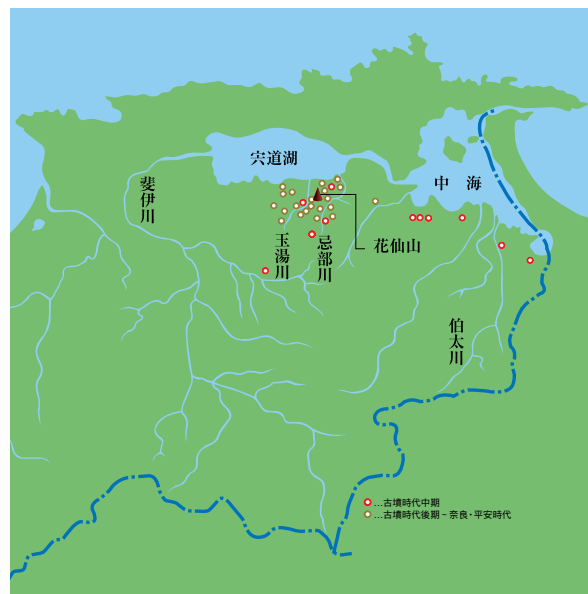 宍道湖
斐伊川
中海
玉湯川
忌部川
花仙山
伯太川
…古墳時代中期
…古墳時代後期－奈良・平安時代